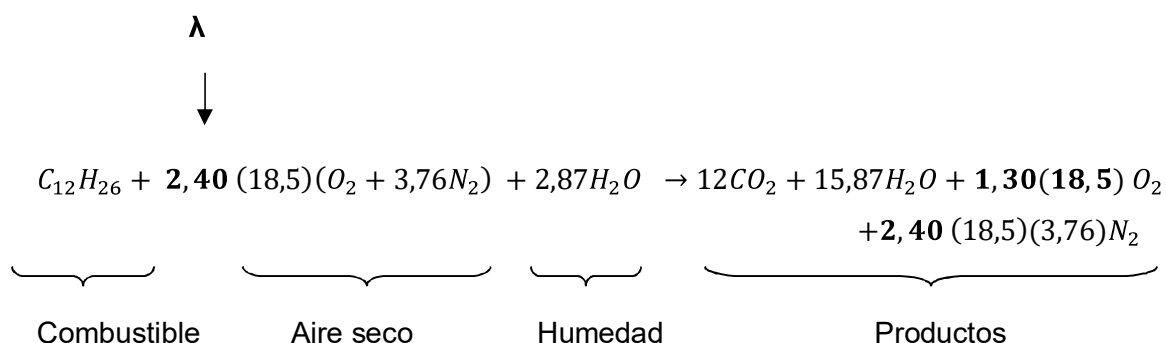 λ
C₁₂H₂₆ + 2,40 (18,5)(O₂ + 3,76N₂) + 2,87H₂O → 12CO₂ + 15,87H₂O + 1,30(18,5) O₂
+2,40 (18,5)(3,76)N₂
Combustible Aire seco Humedad Productos